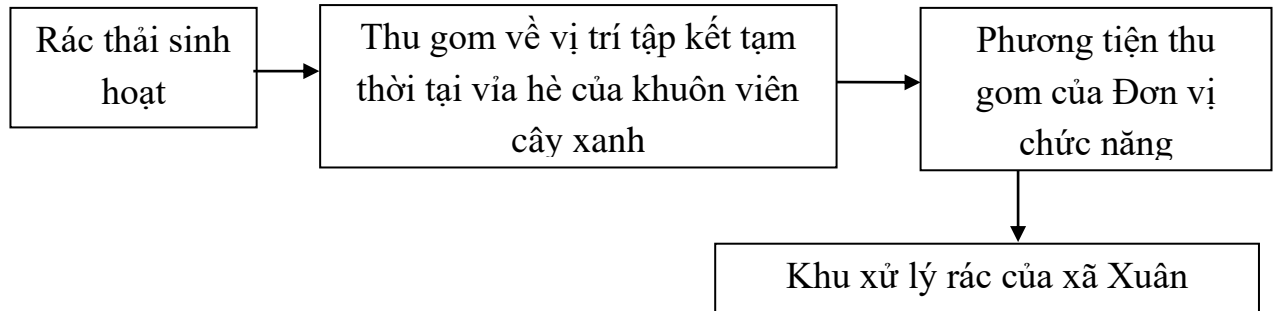 Rác thải sinh
hoạt
Thu gom về vị trí tập kết tạm
thời tại vỉa hè của khuôn viên
cây xanh
Phương tiện thu
gom của Đơn vị
chức năng
Khu xử lý rác của xã Xuân